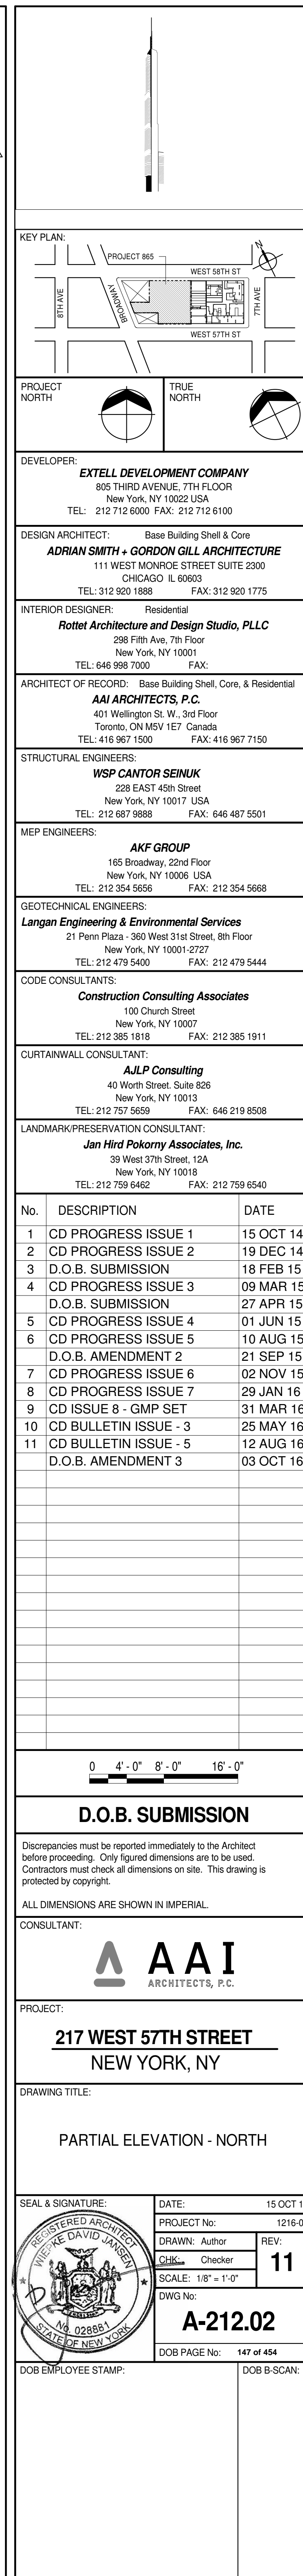 KEY PLAN:
N
PROJECT 865
WEST 58TH ST
8TH AVE
BROADWAY
7TH AVE
WEST 57TH ST
PROJECT
NORTH
TRUE
NORTH
DEVELOPER:
EXTELL DEVELOPMENT COMPANY
805 THIRD AVENUE, 7TH FLOOR
New York, NY 10022 USA
TEL: 212 712 6000 FAX: 212 712 6100
DESIGN ARCHITECT: Base Building Shell & Core
ADRIAN SMITH + GORDON GILL ARCHITECTURE
111 WEST MONROE STREET SUITE 2300
CHICAGO IL 60603
TEL: 312 920 1888 FAX: 312 920 1775
INTERIOR DESIGNER: Residential
Rottet Architecture and Design Studio, PLLC
298 Fifth Ave, 7th Floor
New York, NY 10001
TEL: 646 998 7000 FAX:
ARCHITECT OF RECORD: Base Building Shell, Core, & Residential
AAI ARCHITECTS, P.C.
401 Wellington St. W., 3rd Floor
Toronto, ON M5V 1E7 Canada
TEL: 416 967 1500 FAX: 416 967 7150
STRUCTURAL ENGINEERS:
WSP CANTOR SEINUK
228 EAST 45th Street
New York, NY 10017 USA
TEL: 212 687 9888 FAX: 646 487 5501
MEP ENGINEERS:
AKF GROUP
165 Broadway, 22nd Floor
New York, NY 10006 USA
TEL: 212 354 5656 FAX: 212 354 5668
GEOTECHNICAL ENGINEERS:
Langan Engineering & Environmental Services
21 Penn Plaza - 360 West 31st Street, 8th Floor
New York, NY 10001-2727
TEL: 212 479 5400 FAX: 212 479 5444
CODE CONSULTANTS:
Construction Consulting Associates
100 Church Street
New York, NY 10007
TEL: 212 385 1818 FAX: 212 385 1911
CURTAINWALL CONSULTANT:
AJLP Consulting
40 Worth Street. Suite 826
New York, NY 10013
TEL: 212 757 5659 FAX: 646 219 8508
LANDMARK/PRESERVATION CONSULTANT:
Jan Hird Pokorny Associates, Inc.
39 West 37th Street, 12A
New York, NY 10018
TEL: 212 759 6462 FAX: 212 759 6540
No. DESCRIPTION DATE
1 CD PROGRESS ISSUE 1 15 OCT 14
2 CD PROGRESS ISSUE 2 19 DEC 14
3 D.O.B. SUBMISSION 18 FEB 15
4 CD PROGRESS ISSUE 3 09 MAR 15
D.O.B. SUBMISSION 27 APR 15
5 CD PROGRESS ISSUE 4 01 JUN 15
6 CD PROGRESS ISSUE 5 10 AUG 15
D.O.B. AMENDMENT 2 21 SEP 15
7 CD PROGRESS ISSUE 6 02 NOV 15
8 CD PROGRESS ISSUE 7 29 JAN 16
9 CD ISSUE 8 - GMP SET 31 MAR 16
10 CD BULLETIN ISSUE - 3 25 MAY 16
11 CD BULLETIN ISSUE - 5 12 AUG 16
D.O.B. AMENDMENT 3 03 OCT 16
0 4' - 0" 8' - 0" 16' - 0"
D.O.B. SUBMISSION
Discrepancies must be reported immediately to the Architect
before proceeding. Only figured dimensions are to be used.
Contractors must check all dimensions on site. This drawing is
protected by copyright.
ALL DIMENSIONS ARE SHOWN IN IMPERIAL.
CONSULTANT:
AAI
ARCHITECTS, P.C.
PROJECT:
217 WEST 57TH STREET
NEW YORK, NY
DRAWING TITLE:
PARTIAL ELEVATION - NORTH
SEAL & SIGNATURE:
REGISTERED ARCHITECT
DAVID JANSEN
No. 028881
STATE OF NEW YORK
DATE: 15 OCT 1
PROJECT No: 1216-0
DRAWN: Author
CHK: Checker
SCALE: 1/8" = 1'-0"
REV:
11
DWG No:
A-212.02
DOB PAGE No: 147 of 454
DOB EMPLOYEE STAMP:
DOB B-SCAN: